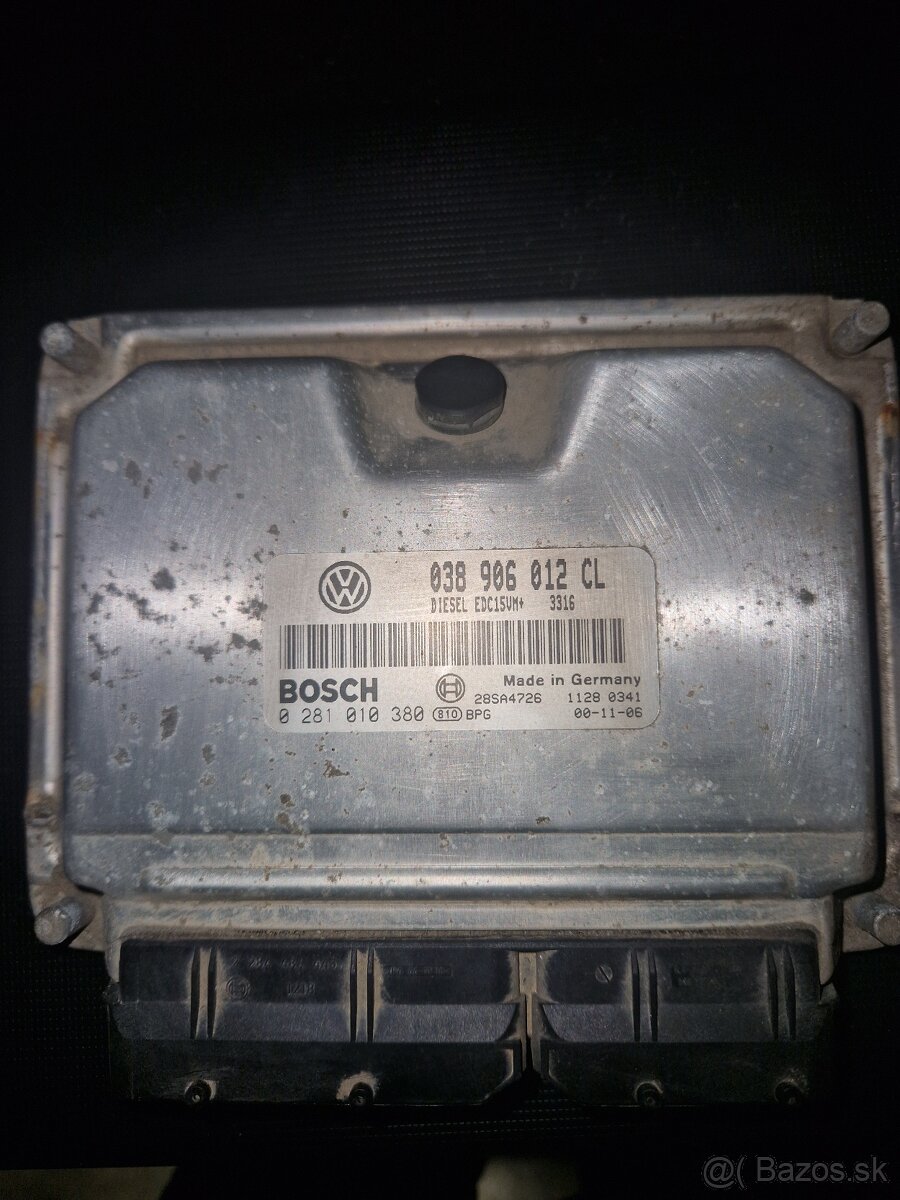 038 906 012 CL
DIESEL EDC15VM+ 3316
BOSCH
Made in Germany
28SA4726 1128 0341
0 281 010 380 810 BPG 00-11-06
1218
@( Bazos.sk